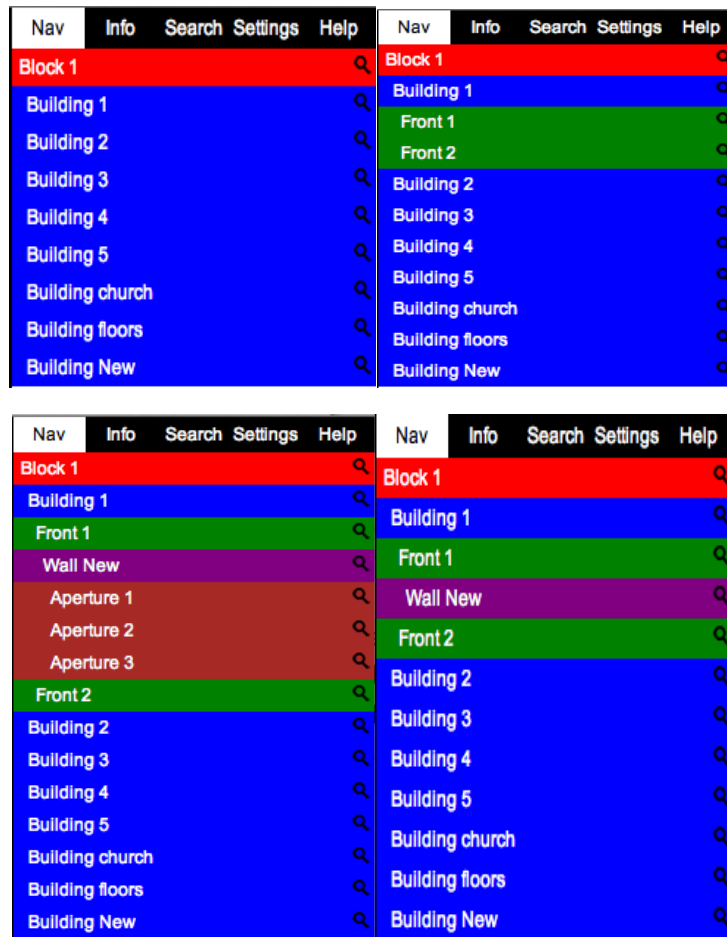 Nav Info Search Settings Help
Block 1
Building 1
Building 2
Building 3
Building 4
Building 5
Building church
Building floors
Building New
Nav Info Search Settings Help
Block 1
Building 1
Front 1
Front 2
Building 2
Building 3
Building 4
Building 5
Building church
Building floors
Building New
Nav Info Search Settings Help
Block 1
Building 1
Front 1
Wall New
Aperture 1
Aperture 2
Aperture 3
Front 2
Building 2
Building 3
Building 4
Building 5
Building church
Building floors
Building New
Nav Info Search Settings Help
Block 1
Building 1
Front 1
Wall New
Front 2
Building 2
Building 3
Building 4
Building 5
Building church
Building floors
Building New